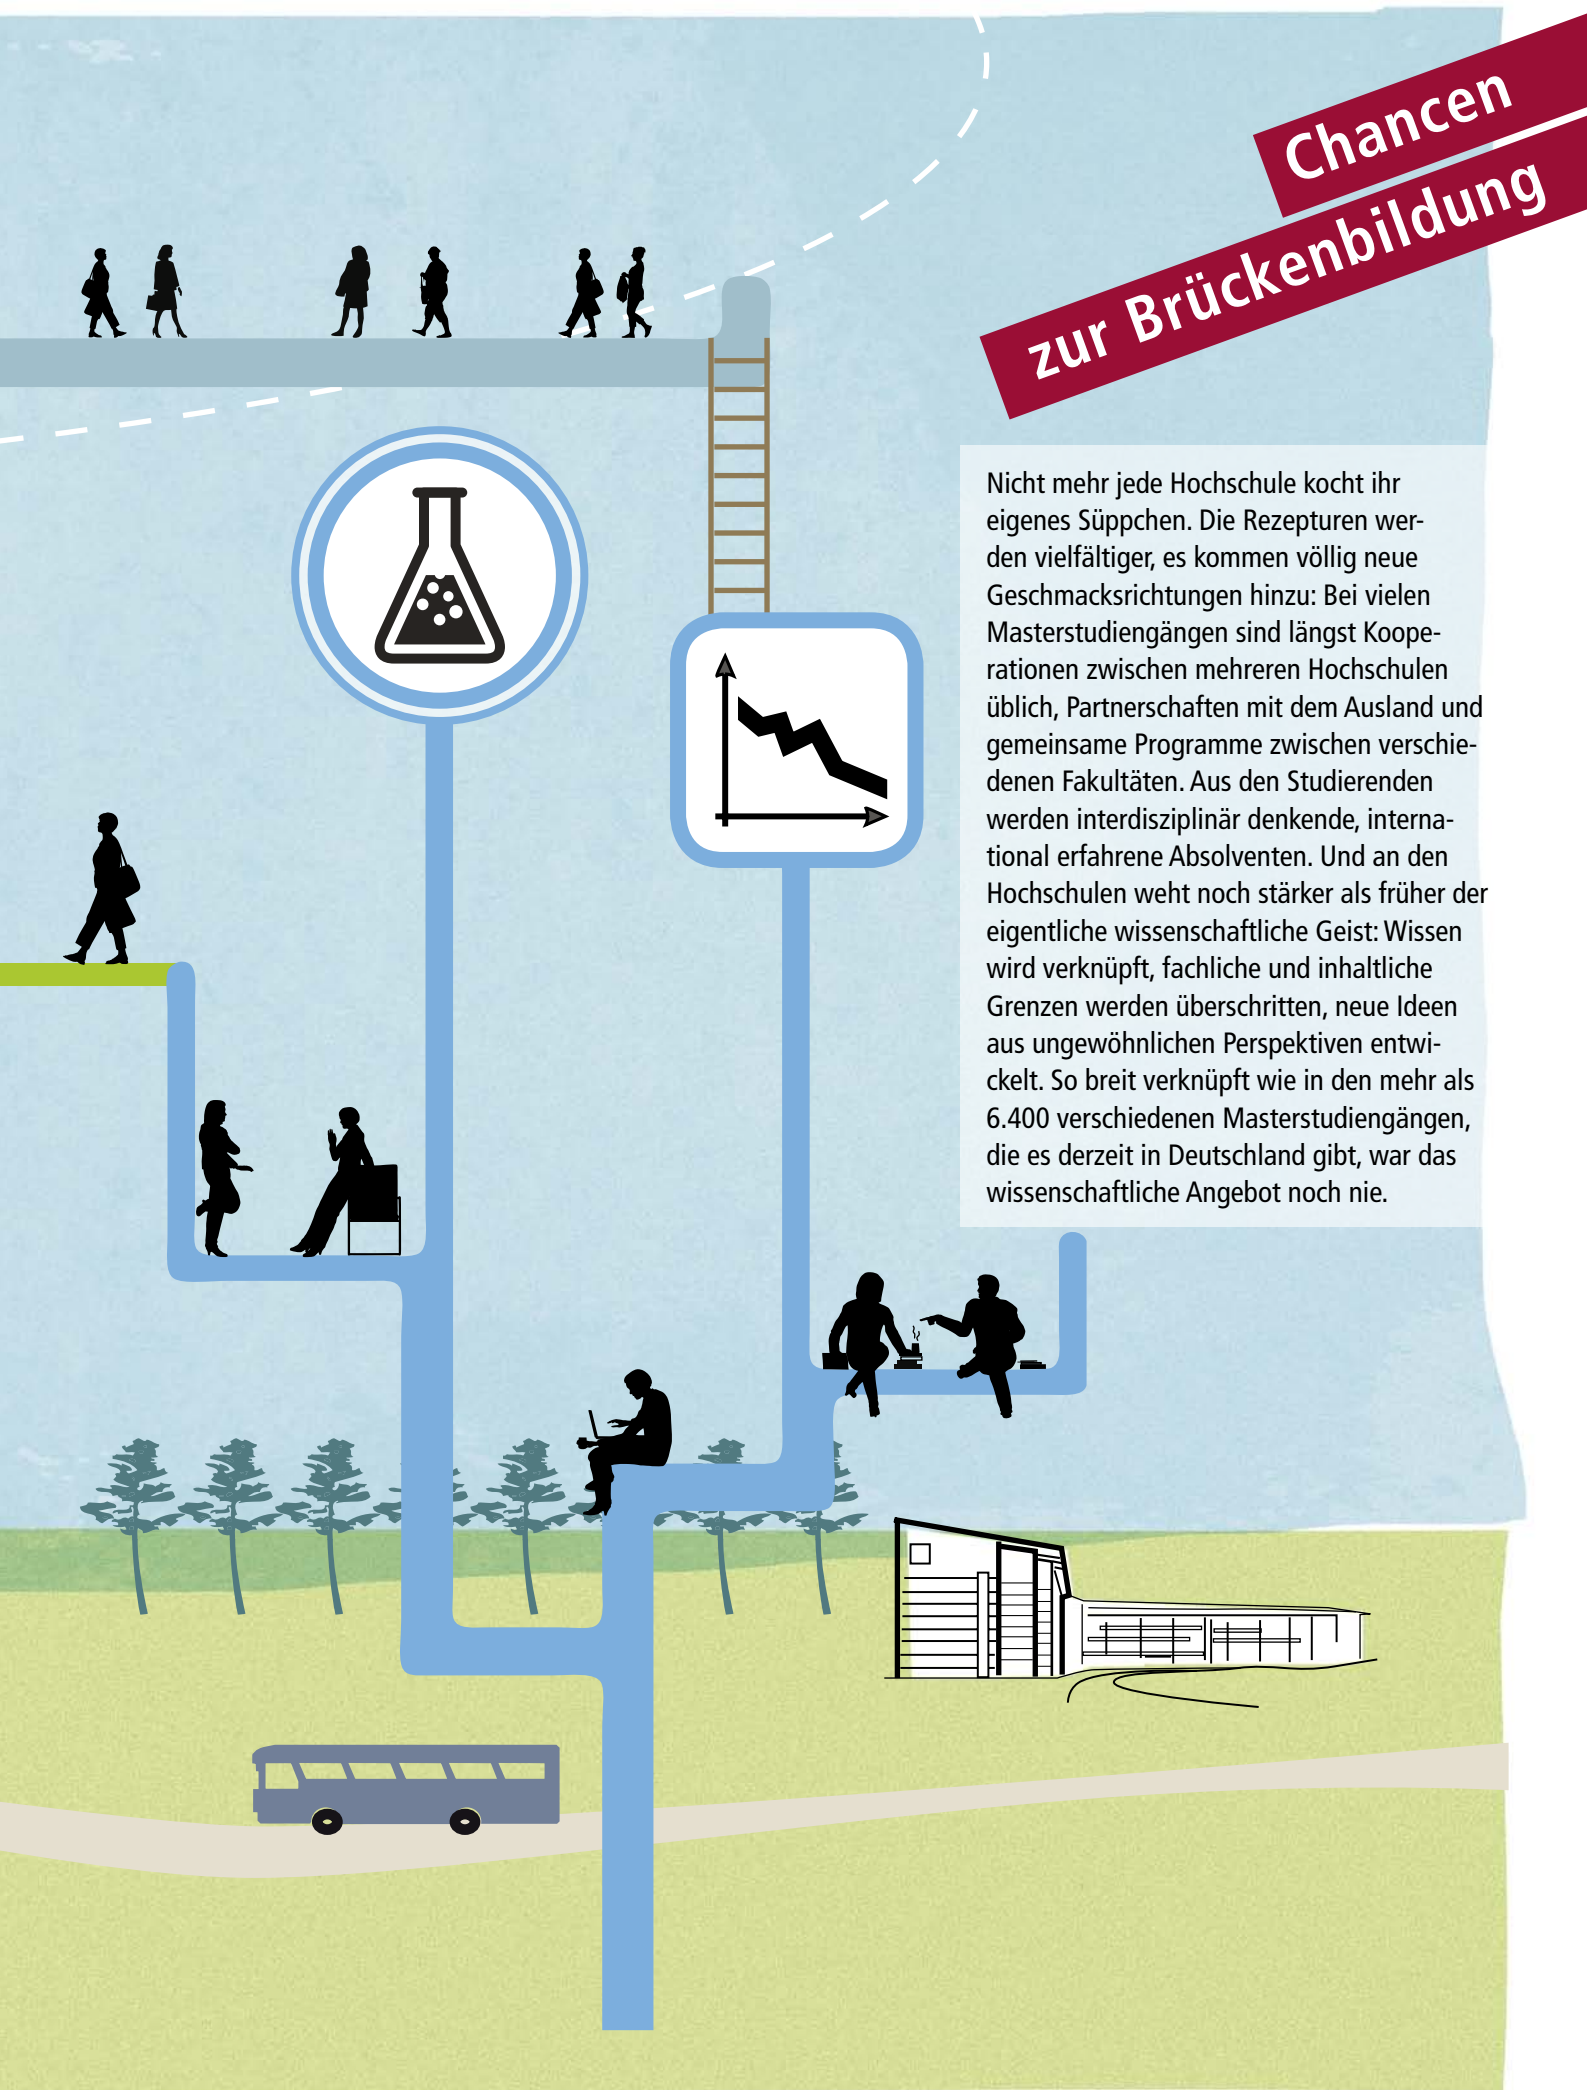 Chancen
zur Brückenbildung
Nicht mehr jede Hochschule kocht ihr
eigenes Süppchen. Die Rezepturen wer-
den vielfältiger, es kommen völlig neue
Geschmacksrichtungen hinzu: Bei vielen
Masterstudiengängen sind längst Koope-
rationen zwischen mehreren Hochschulen
üblich, Partnerschaften mit dem Ausland und
gemeinsame Programme zwischen verschie-
denen Fakultäten. Aus den Studierenden
werden interdisziplinär denkende, interna-
tional erfahrene Absolventen. Und an den
Hochschulen weht noch stärker als früher der
eigentliche wissenschaftliche Geist: Wissen
wird verknüpft, fachliche und inhaltliche
Grenzen werden überschritten, neue Ideen
aus ungewöhnlichen Perspektiven entwi-
ckelt. So breit verknüpft wie in den mehr als
6.400 verschiedenen Masterstudiengängen,
die es derzeit in Deutschland gibt, war das
wissenschaftliche Angebot noch nie.